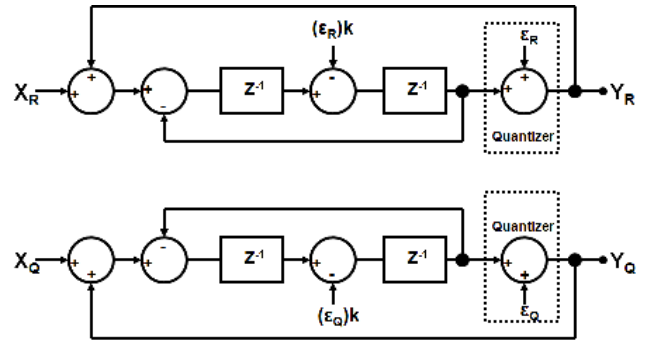 (ε_R)k
ε_R
X_R
+
+
+
-
Z⁻¹
-
+
Z⁻¹
+
+
Y_R
Quantizer
Quantizer
X_Q
+
+
-
+
Z⁻¹
+
-
Z⁻¹
+
+
Y_Q
(ε_Q)k
ε_Q